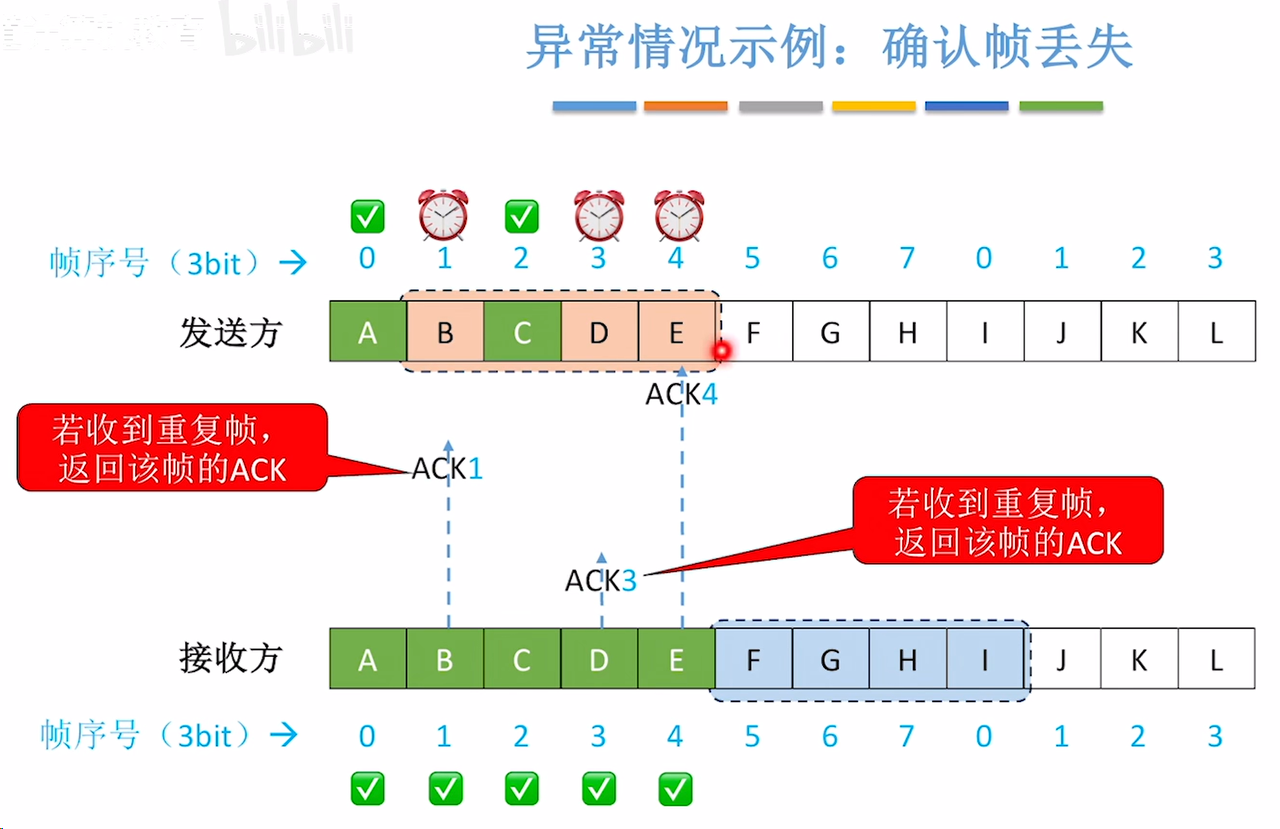 bilibili
异常情况示例：确认帧丢失
帧序号（3bit）→ 0 1 2 3 4 5 6 7 0 1 2 3
发送方 A B C D E F G H I J K L
ACK4
若收到重复帧，
返回该帧的ACK
ACK1
若收到重复帧，
返回该帧的ACK
ACK3
接收方 A B C D E F G H I J K L
帧序号（3bit）→ 0 1 2 3 4 5 6 7 0 1 2 3